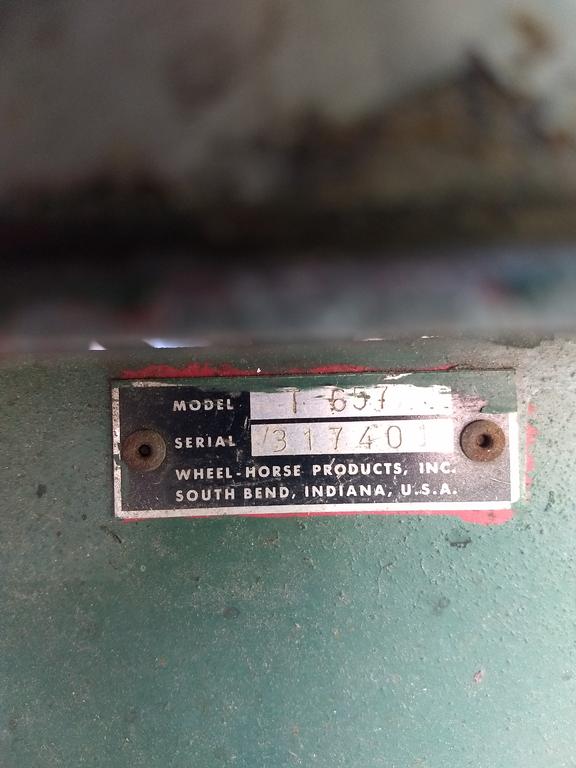 MODEL T 657
SERIAL 317401
WHEEL-HORSE PRODUCTS, INC.
SOUTH BEND, INDIANA, U.S.A.